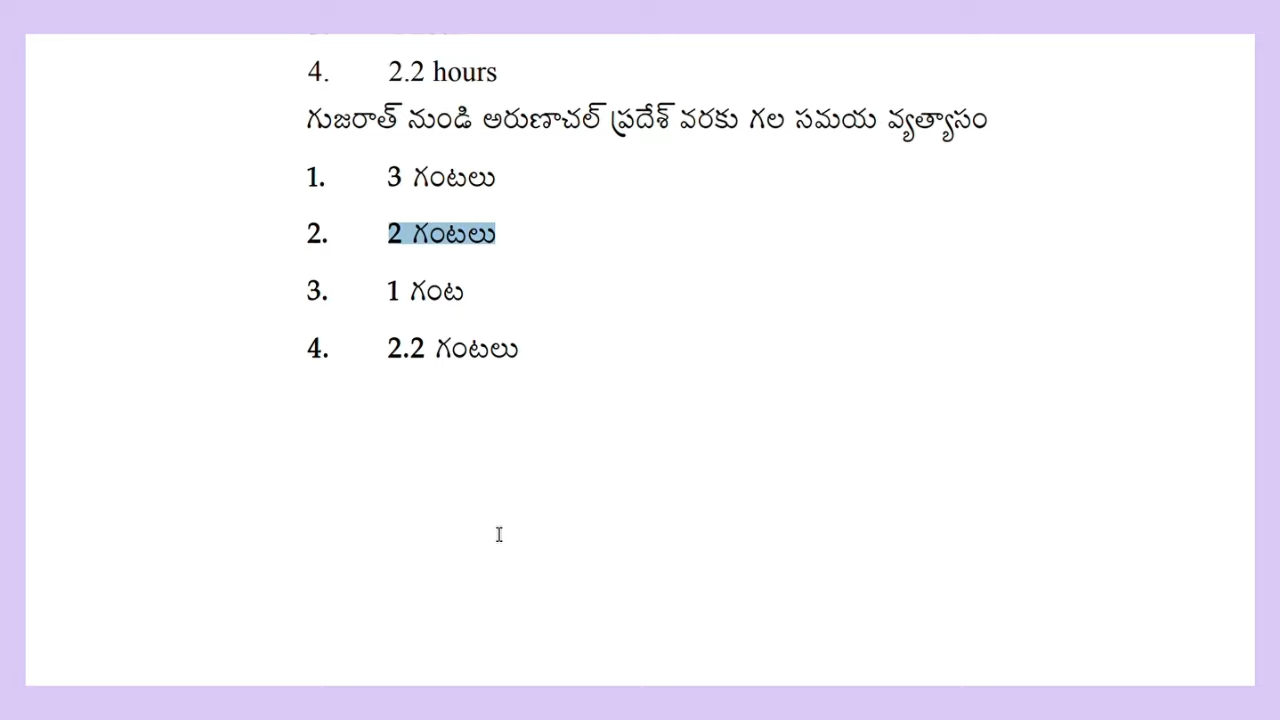 4. 2.2 hours
గుజరాత్ నుండి అరుణాచల్ ప్రదేశ్ వరకు గల సమయ వ్యత్యాసం
1. 3 గంటలు
2. 2 గంటలు
3. 1 గంట
4. 2.2 గంటలు